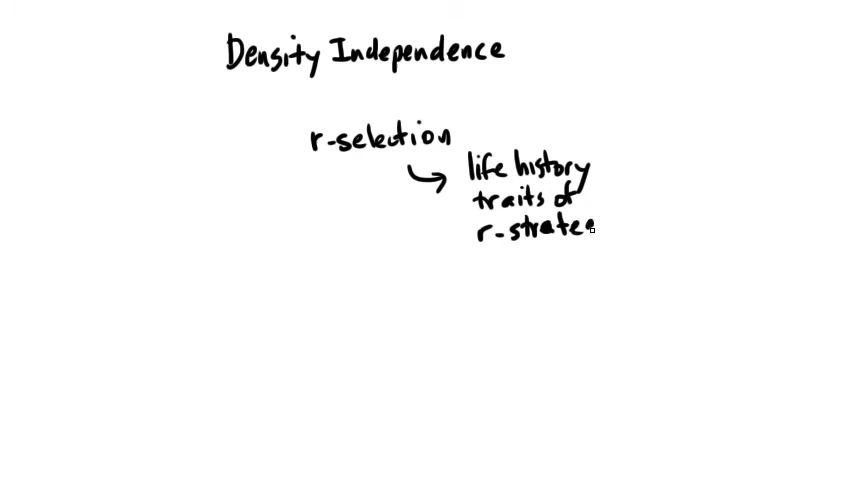 Density Independence
r-selection
life history
traits of
r-strate